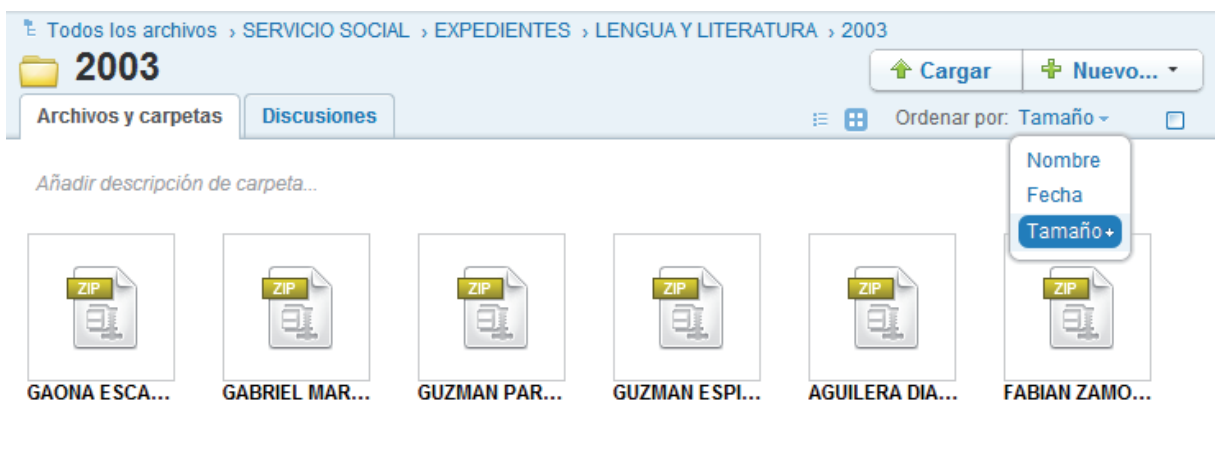 Todos los archivos › SERVICIO SOCIAL › EXPEDIENTES › LENGUA Y LITERATURA › 2003
2003
Cargar
Nuevo...
Archivos y carpetas
Discusiones
Ordenar por: Tamaño
Nombre
Fecha
Tamaño
Añadir descripción de carpeta...
ZIP ZIP ZIP ZIP ZIP ZIP
GAONA ESCA... GABRIEL MAR... GUZMAN PAR... GUZMAN ESPI... AGUILERA DIA... FABIAN ZAMO...